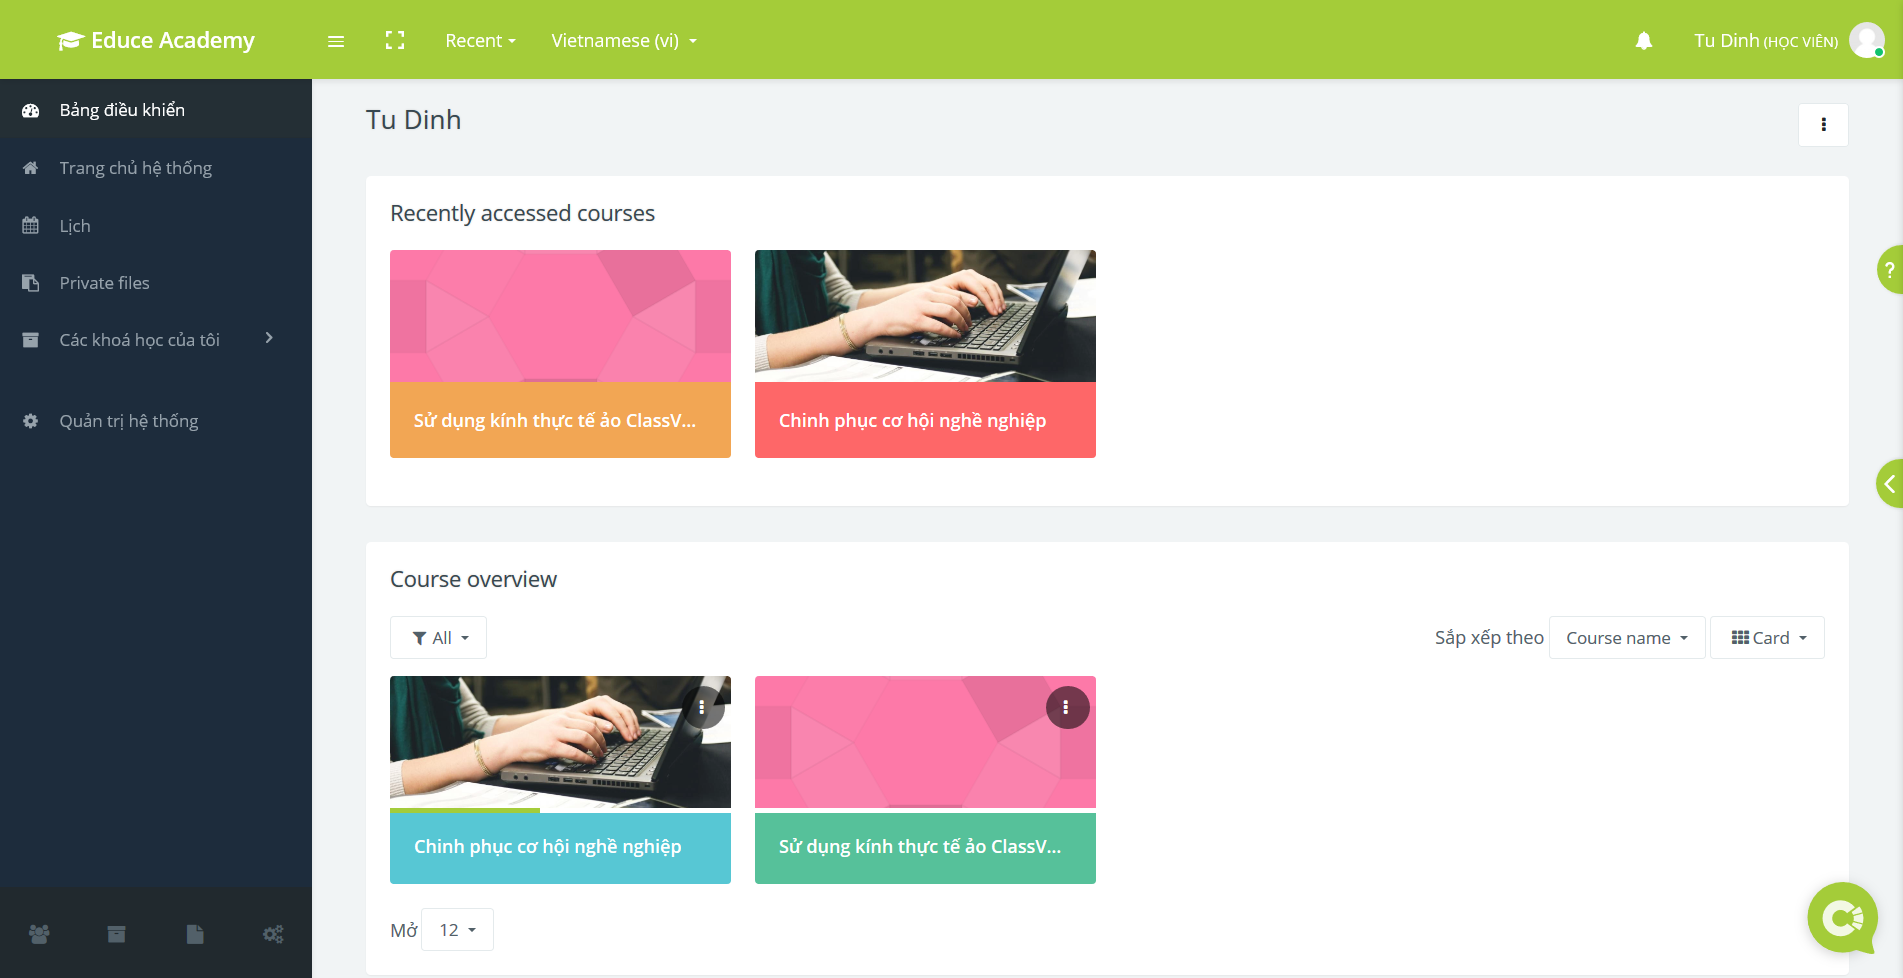 Educe Academy
Recent
Vietnamese (vi)
Tu Dinh (HỌC VIÊN)
Bảng điều khiển
Trang chủ hệ thống
Lịch
Private files
Các khoá học của tôi
Quản trị hệ thống
Tu Dinh
Recently accessed courses
Sử dụng kính thực tế ảo ClassV...
Chinh phục cơ hội nghề nghiệp
?
Course overview
All
Sắp xếp theo
Course name
Card
Chinh phục cơ hội nghề nghiệp
Sử dụng kính thực tế ảo ClassV...
Mở
12